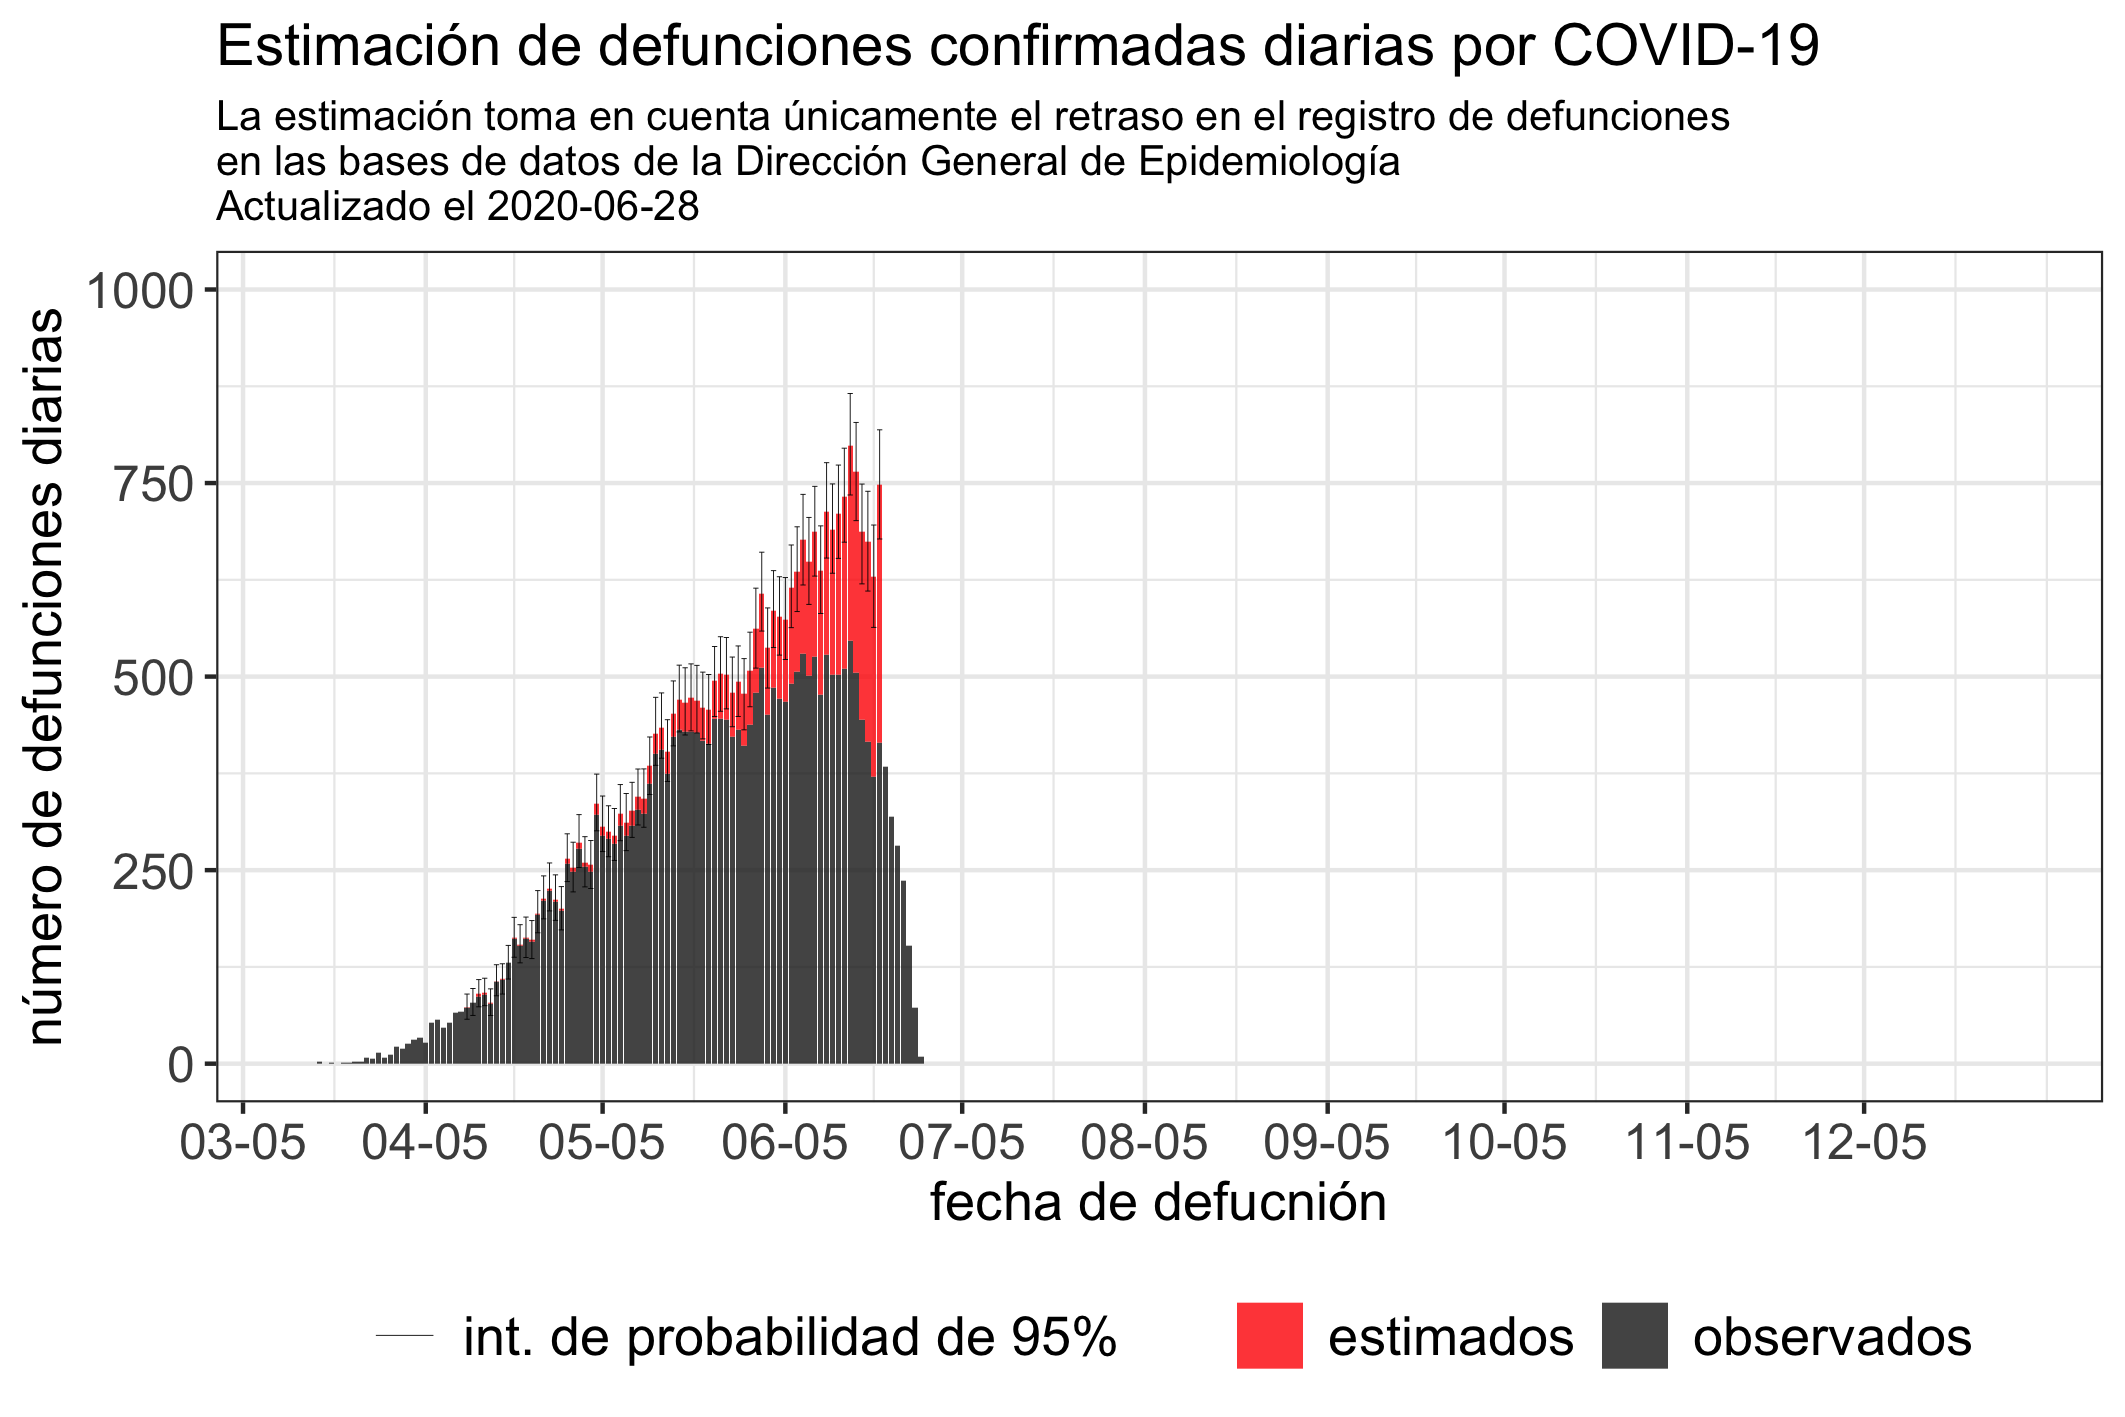 Estimación de defunciones confirmadas diarias por COVID-19
La estimación toma en cuenta únicamente el retraso en el registro de defunciones
en las bases de datos de la Dirección General de Epidemiología
Actualizado el 2020-06-28
número de defunciones diarias
1000
750
500
250
0
03-05 04-05 05-05 06-05 07-05 08-05 09-05 10-05 11-05 12-05
fecha de defucnión
int. de probabilidad de 95% estimados observados